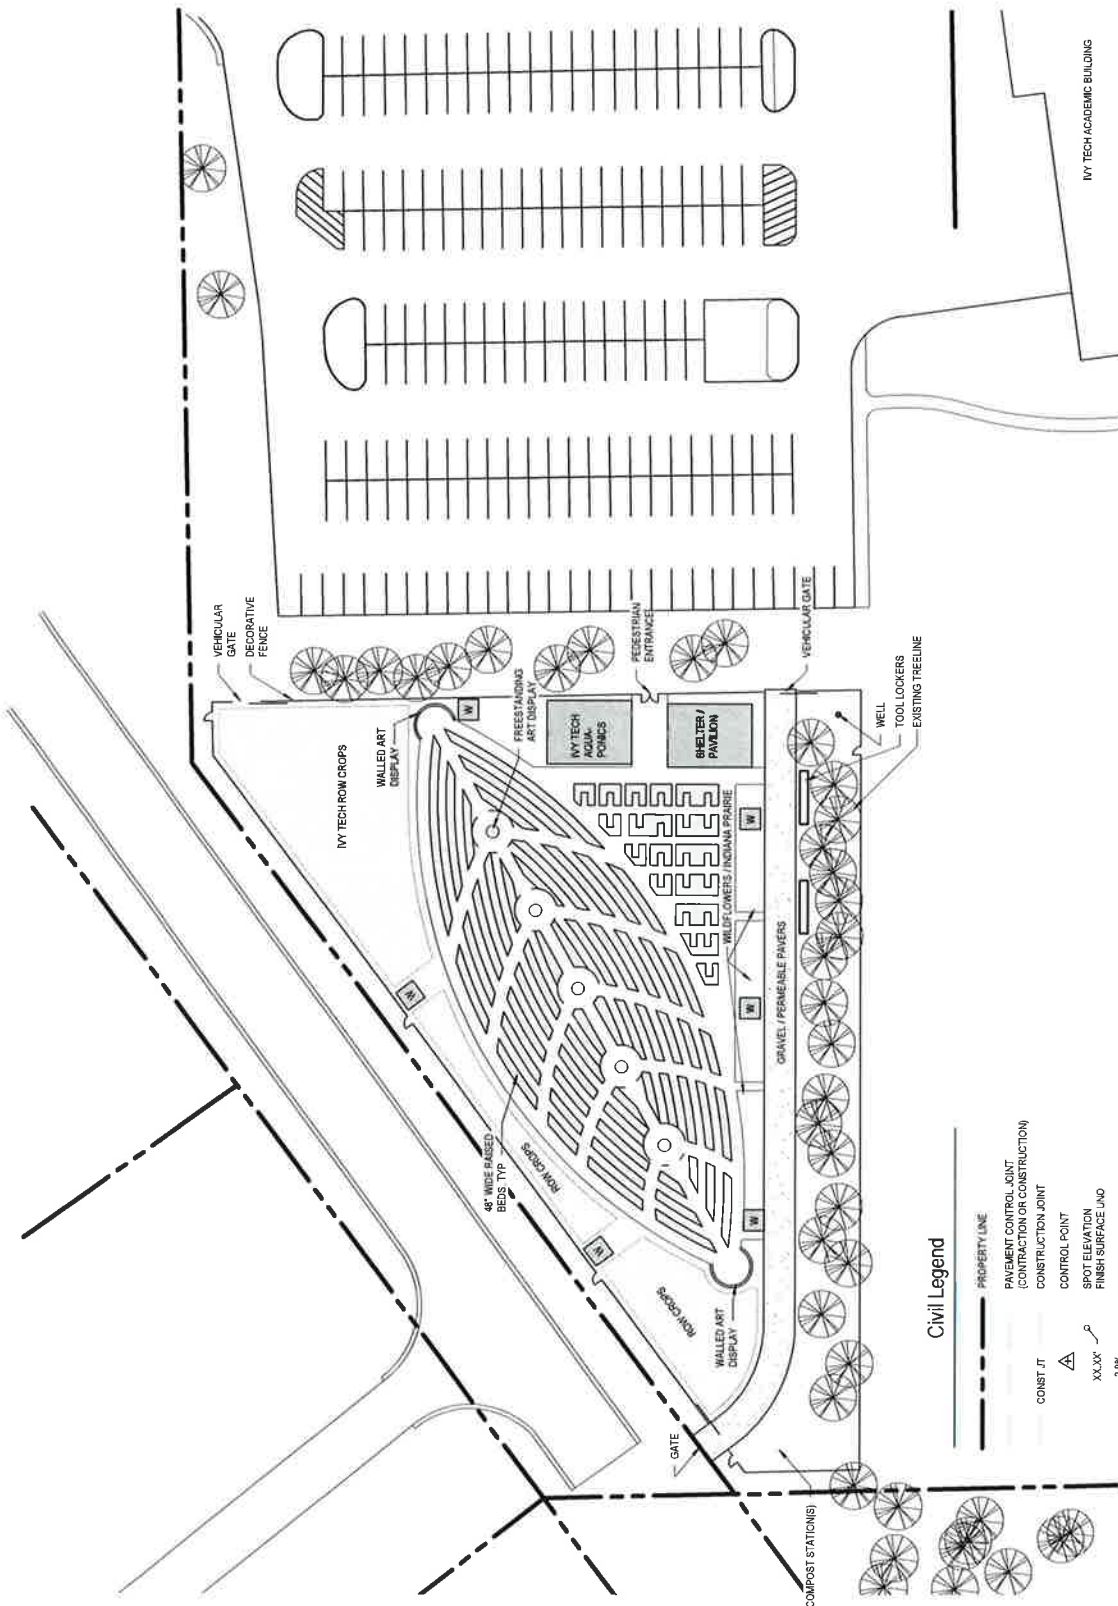 IVY TECH ACADEMIC BUILDING
VEHICULAR
GATE
DECORATIVE
FENCE
PEDESTRIAN
ENTRANCE
VEHICULAR GATE
WELL
TOOL LOCKERS
EXISTING TREELINE
FREESTANDING
ART DISPLAY
WALLED ART
DISPLAY
IVY TECH ROW CROPS
IVY TECH
AQUA-
PONICS
SHELTER /
PAVILION
W
W
W
W
W
W
WILDFLOWERS / INDIANA PRAIRIE
GRAVEL / PERMEABLE PAVERS
48" WIDE RAISED
BEDS, TYP
ROW CROPS
ROW CROPS
WALLED ART
DISPLAY
GATE
COMPOST STATION(S)
Civil Legend
PROPERTY LINE
PAVEMENT CONTROL JOINT
(CONTRACTION OR CONSTRUCTION)
CONST JT
CONSTRUCTION JOINT
CONTROL POINT
XX.XX'
SPOT ELEVATION
FINISH SURFACE UNO